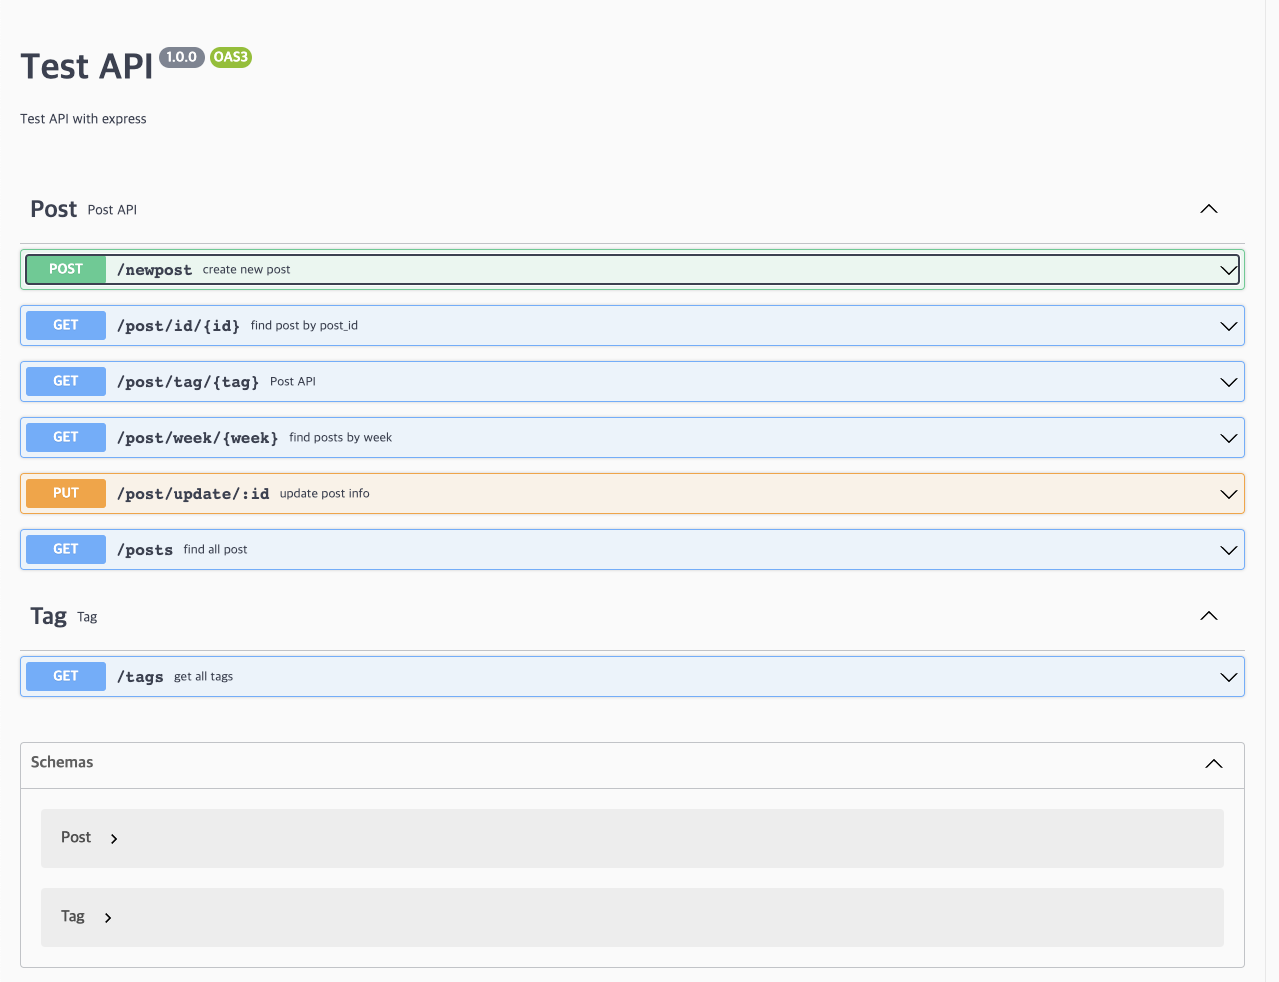 Test API 1.0.0 OAS3
Test API with express
Post Post API
POST /newpost create new post
GET /post/id/{id} find post by post_id
GET /post/tag/{tag} Post API
GET /post/week/{week} find posts by week
PUT /post/update/:id update post info
GET /posts find all post
Tag Tag
GET /tags get all tags
Schemas
Post
Tag